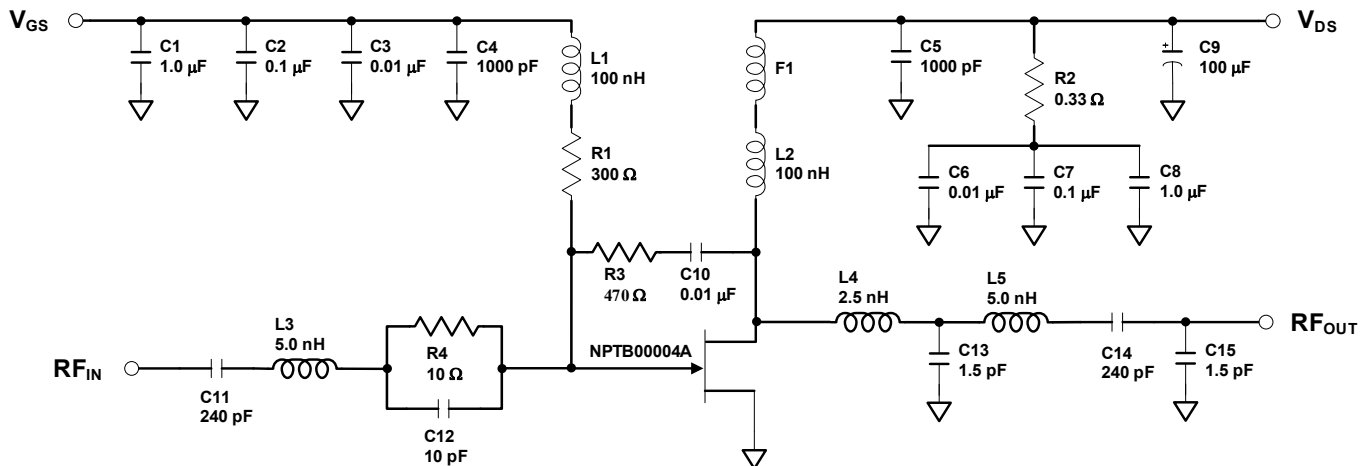 V_GS
C1
1.0 µF
C2
0.1 µF
C3
0.01 µF
C4
1000 pF
L1
100 nH
F1
C5
1000 pF
R2
0.33 Ω
+
C9
100 µF
V_DS
R1
300 Ω
L2
100 nH
C6
0.01 µF
C7
0.1 µF
C8
1.0 µF
R3
470 Ω
C10
0.01 µF
L3
5.0 nH
R4
10 Ω
NPTB00004A
L4
2.5 nH
L5
5.0 nH
RF_IN
C11
240 pF
C12
10 pF
C13
1.5 pF
C14
240 pF
C15
1.5 pF
RF_OUT